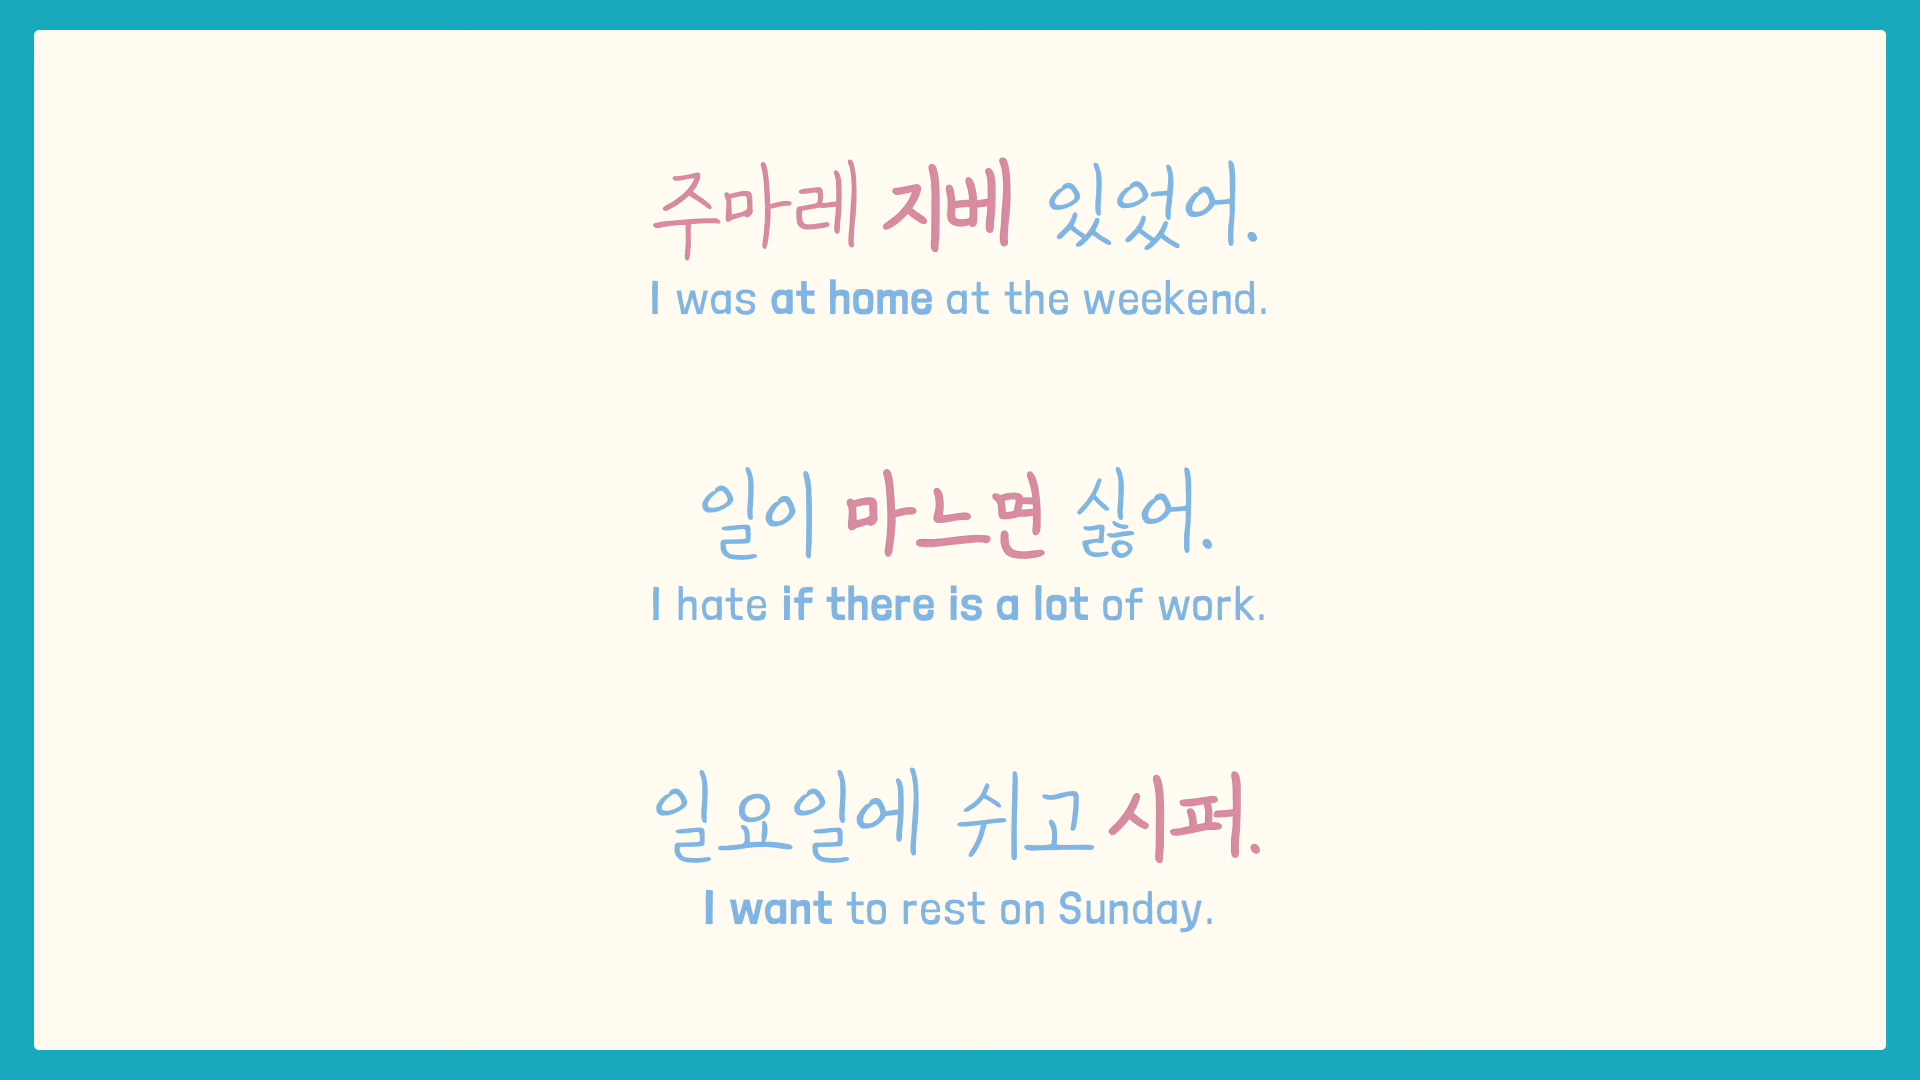 주마레 지베 있었어.
I was at home at the weekend.
일이 마느면 싫어.
I hate if there is a lot of work.
일요일에 쉬고 시퍼.
I want to rest on Sunday.